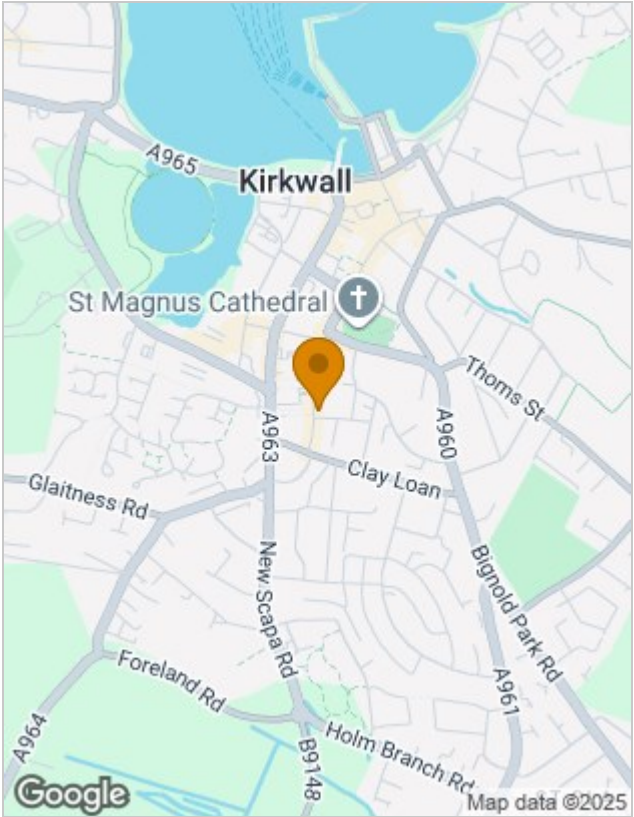 A965
Kirkwall
St Magnus Cathedral
Thoms St
A963
A960
Clay Loan
Glaitness Rd
New Scapa Rd
Bignold Park Rd
Foreland Rd
A961
A964
B9148
Holm Branch Rd
Google
Map data ©2025